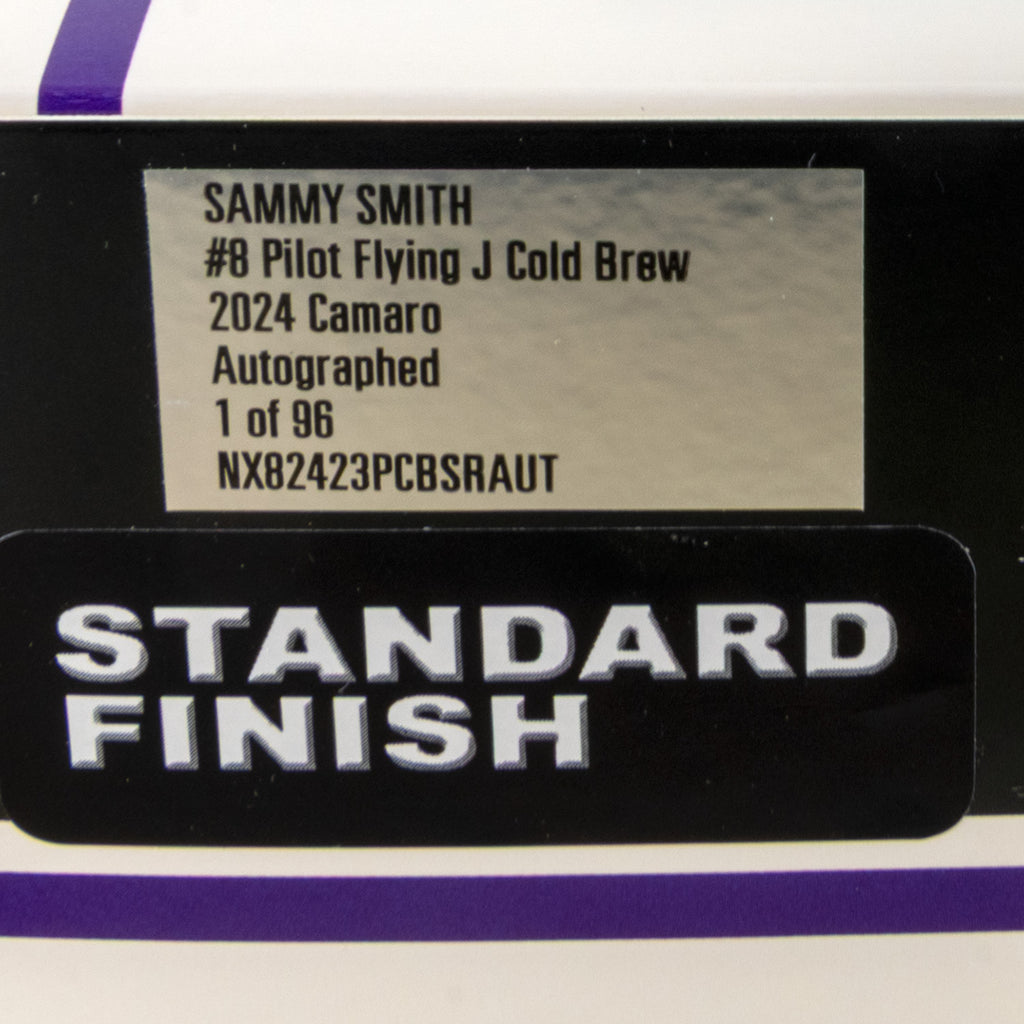 SAMMY SMITH
#8 Pilot Flying J Cold Brew
2024 Camaro
Autographed
1 of 96
NX82423PCBSRAUT
STANDARD
FINISH